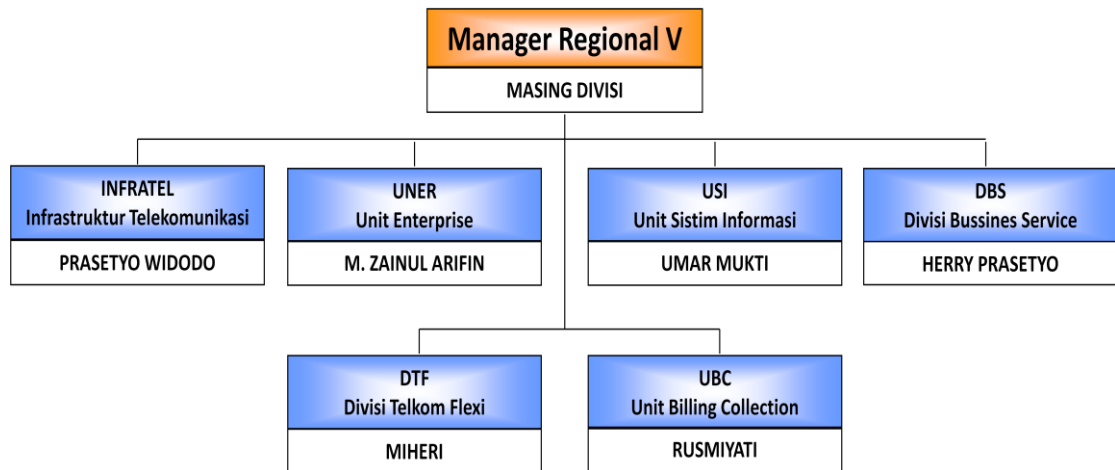 Manager Regional V
MASING DIVISI
INFRATEL
Infrastruktur Telekomunikasi
PRASETYO WIDODO
UNER
Unit Enterprise
M. ZAINUL ARIFIN
USI
Unit Sistim Informasi
UMAR MUKTI
DBS
Divisi Bussines Service
HERRY PRASETYO
DTF
Divisi Telkom Flexi
MIHERI
UBC
Unit Billing Collection
RUSMIYATI